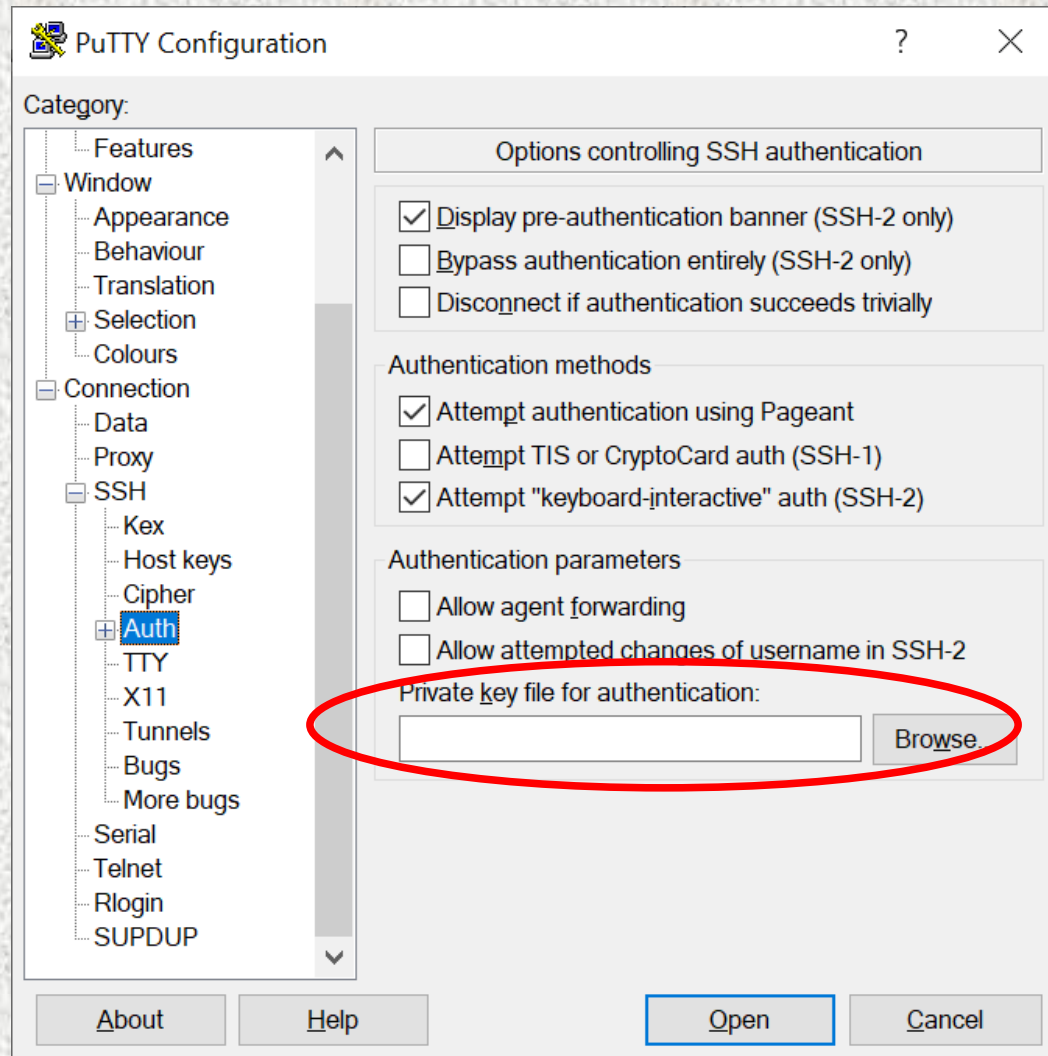 PuTTY Configuration
?
Category:
Features
Window
Appearance
Behaviour
Translation
Selection
Colours
Connection
Data
Proxy
SSH
Kex
Host keys
Cipher
Auth
TTY
X11
Tunnels
Bugs
More bugs
Serial
Telnet
Rlogin
SUPDUP
Options controlling SSH authentication
Display pre-authentication banner (SSH-2 only)
Bypass authentication entirely (SSH-2 only)
Disconnect if authentication succeeds trivially
Authentication methods
Attempt authentication using Pageant
Attempt TIS or CryptoCard auth (SSH-1)
Attempt "keyboard-interactive" auth (SSH-2)
Authentication parameters
Allow agent forwarding
Allow attempted changes of username in SSH-2
Private key file for authentication:
Browse...
About
Help
Open
Cancel